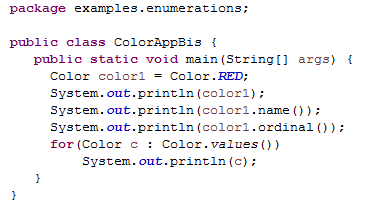 package examples.enumerations;
public class ColorAppBis {
public static void main(String[] args) {
Color color1 = Color.RED;
System.out.println(color1);
System.out.println(color1.name());
System.out.println(color1.ordinal());
for(Color c : Color.values())
System.out.println(c);
}
}